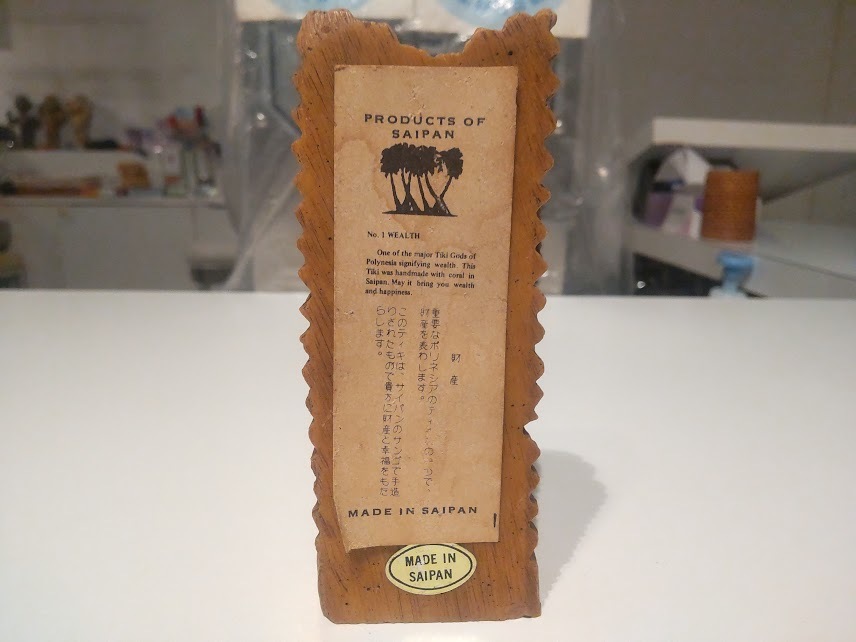 PRODUCTS OF
SAIPAN
No. 1 WEALTH
One of the major Tiki Gods of
Polynesia signifying wealth. This
Tiki was handmade with coral in
Saipan. May it bring you wealth
and happiness.
財産
重要なポリネシアの つで、
財産を表わします。
このティキは、サイパンのサンゴで手造
りされたもので貴方に財産と幸福をもた
らします。
MADE IN SAIPAN
MADE IN
SAIPAN